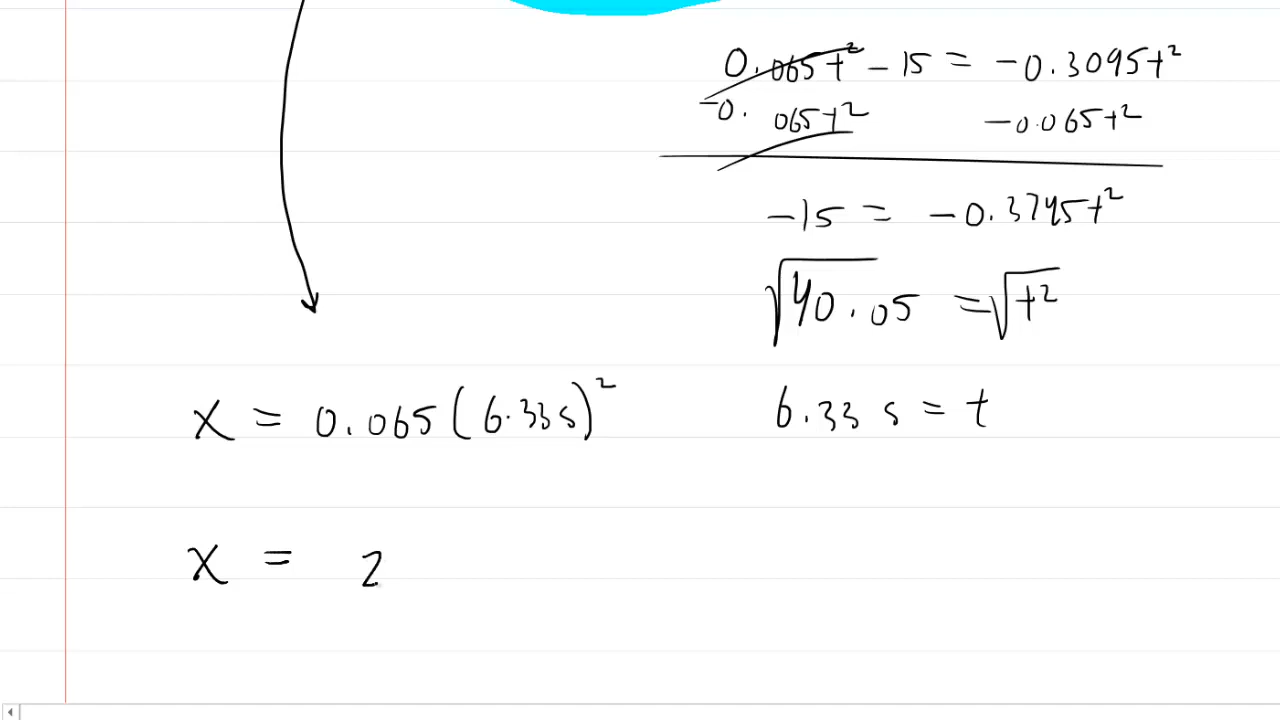 0.065t² - 15 = -0.3095t²
-0.065t² -0.065t²
-15 = -0.3745t²
√40.05 = √t²
x = 0.065(6.33s)² 6.33 s = t
x = 2